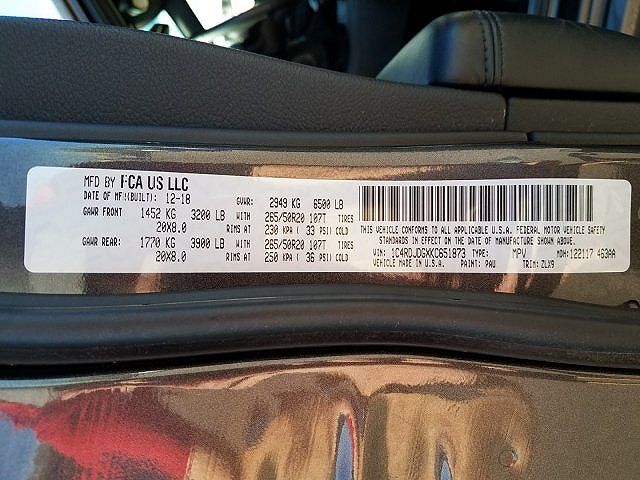 MFD BY FCA US LLC
DATE OF MFR(BUILT): 12-18 GVWR: 2949 KG 6500 LB
GAWR FRONT 1452 KG 3200 LB WITH 265/50R20 107T TIRES
20X8.0 RIMS AT 230 KPA ( 33 PSI) COLD
GAWR REAR: 1770 KG 3900 LB WITH 265/50R20 107T TIRES
20X8.0 RIMS AT 250 KPA ( 36 PSI) COLD
THIS VEHICLE CONFORMS TO ALL APPLICABLE U.S.A. FEDERAL MOTOR VEHICLE SAFETY
STANDARDS IN EFFECT ON THE DATE OF MANUFACTURE SHOWN ABOVE.
VIN: 1C4RDJDGXKC651873 TYPE: MPV MDH: 122117 463AA
VEHICLE MADE IN U.S.A. PAINT: PAU TRIM: ZLX9